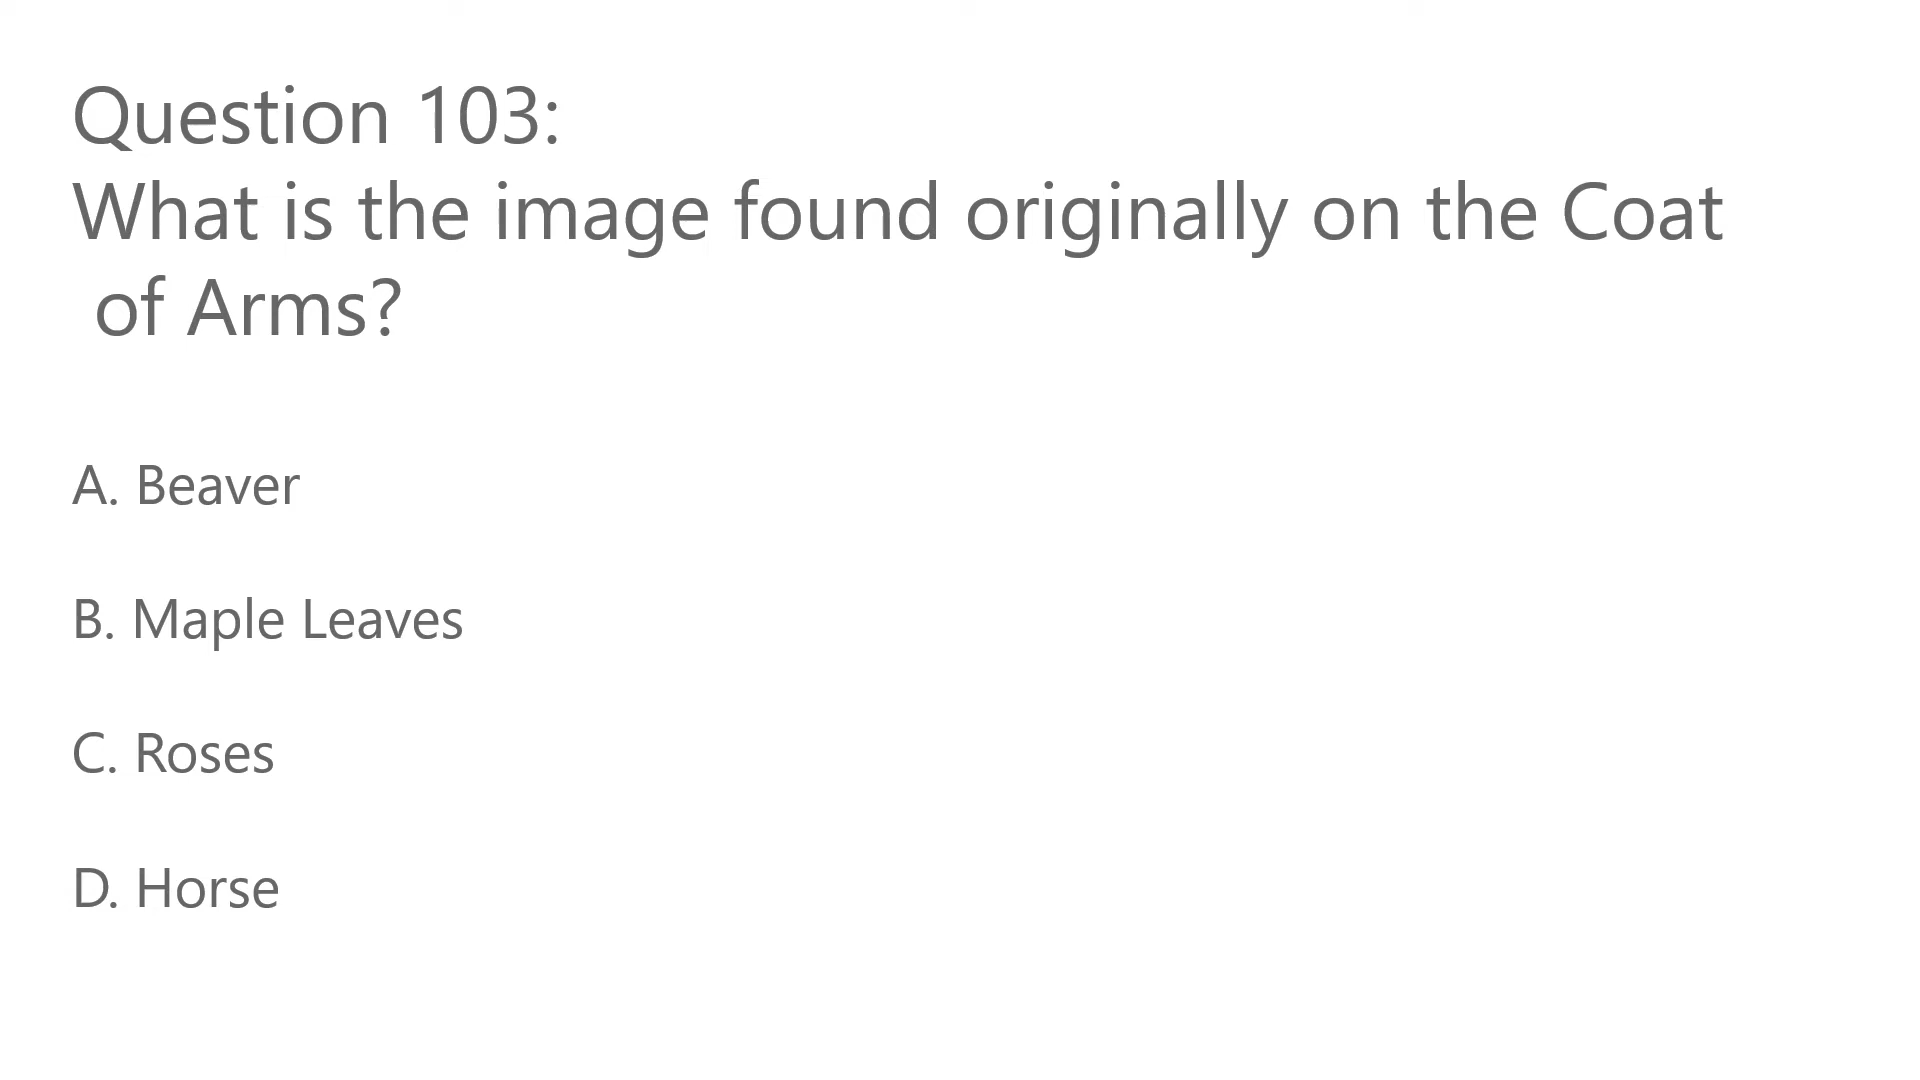 Question 103:
What is the image found originally on the Coat
of Arms?
A. Beaver
B. Maple Leaves
C. Roses
D. Horse